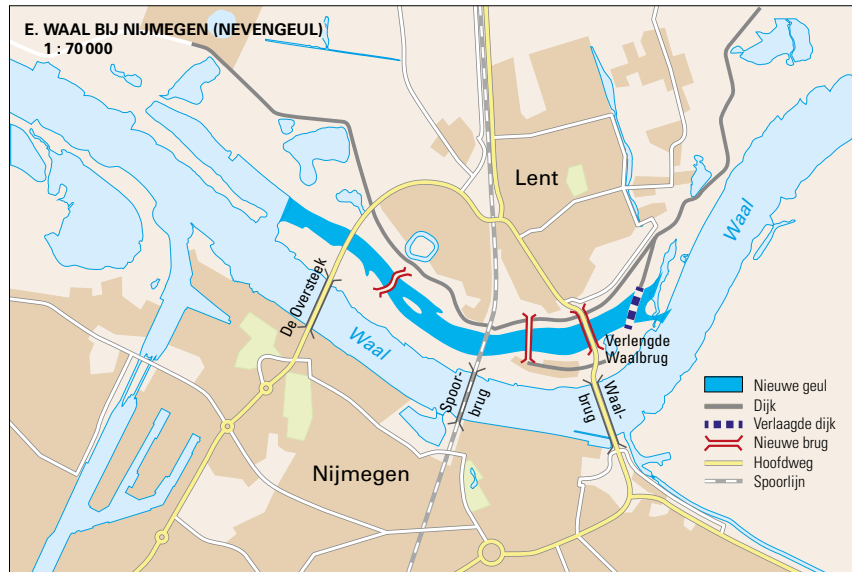 E. WAAL BIJ NIJMEGEN (NEVENGEUL)
1 : 70 000
Lent
Waal
De Oversteek
Waal
Verlengde
Waalbrug
Spoor-
brug
Waal-
brug
Nijmegen
Nieuwe geul
Dijk
Verlaagde dijk
Nieuwe brug
Hoofdweg
Spoorlijn